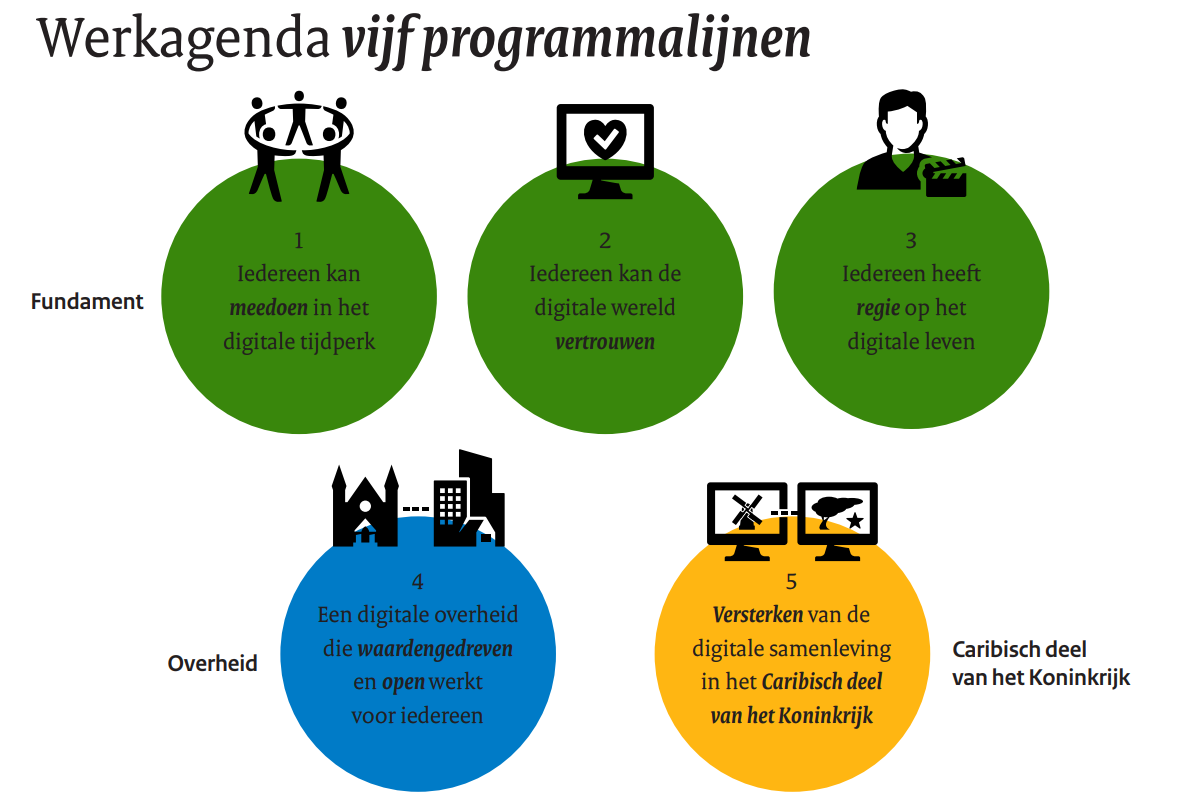 Werkagenda vijf programmalijnen
1
Iedereen kan
meedoen in het
digitale tijdperk
2
Iedereen kan de
digitale wereld
vertrouwen
3
Iedereen heeft
regie op het
digitale leven
Fundament
4
Een digitale overheid
die waardengedreven
en open werkt
voor iedereen
Overheid
5
Versterken van de
digitale samenleving
in het Caribisch deel
van het Koninkrijk
Caribisch deel
van het Koninkrijk